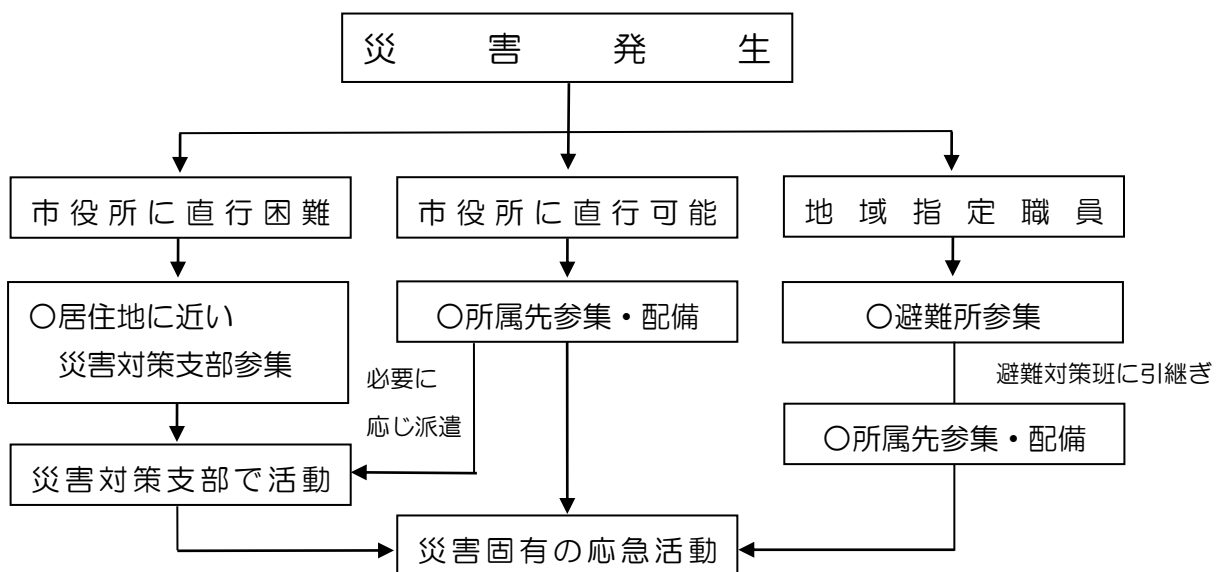 災害発生
市役所に直行困難
市役所に直行可能
地域指定職員
○居住地に近い
災害対策支部参集
○所属先参集・配備
○避難所参集
必要に
応じ派遣
避難対策班に引継ぎ
○所属先参集・配備
災害対策支部で活動
災害固有の応急活動